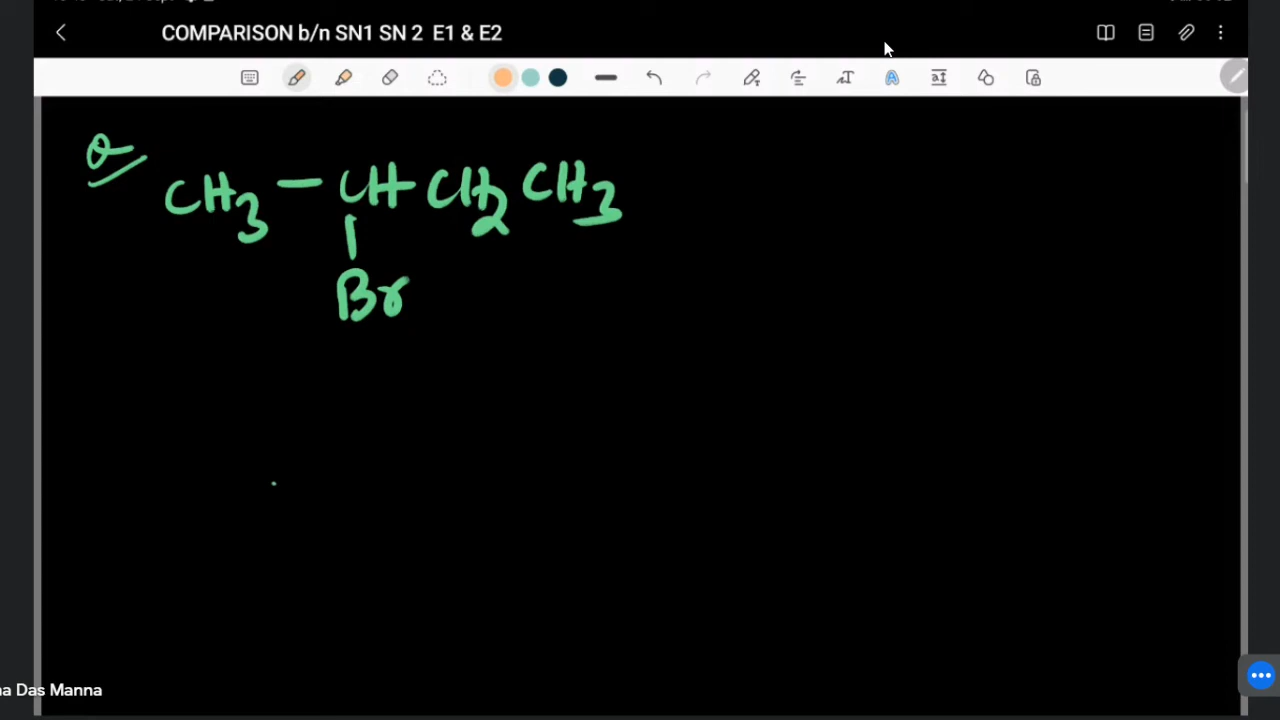 COMPARISON b/n SN1 SN 2 E1 & E2
Q
CH3 - CH CH2 CH3
|
Br
a Das Manna